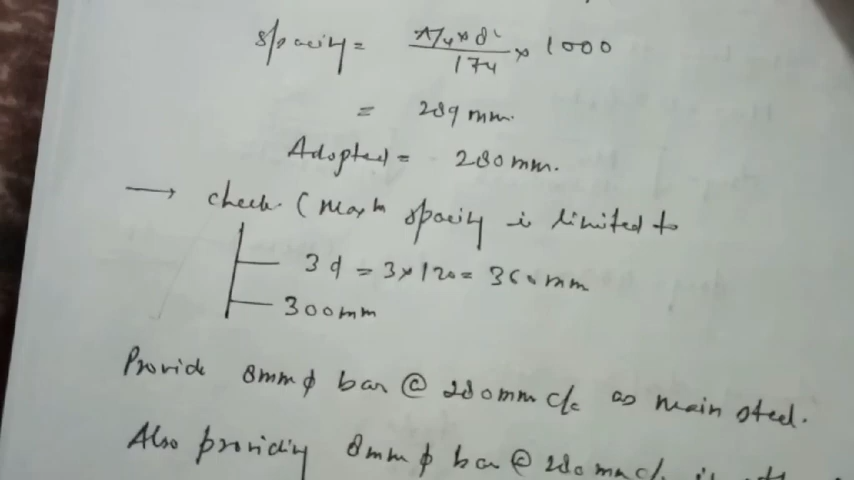 spacing = π/4 × 8² / 174 × 1000
= 289 mm.
Adopted = 280 mm.
→ check (Maxm spacing is limited to
3d = 3×120 = 360 mm
300 mm
Provide 8mm ϕ bar @ 280mm c/c as main steel.
Also providing 8mm ϕ bar @ 280 mm c/c